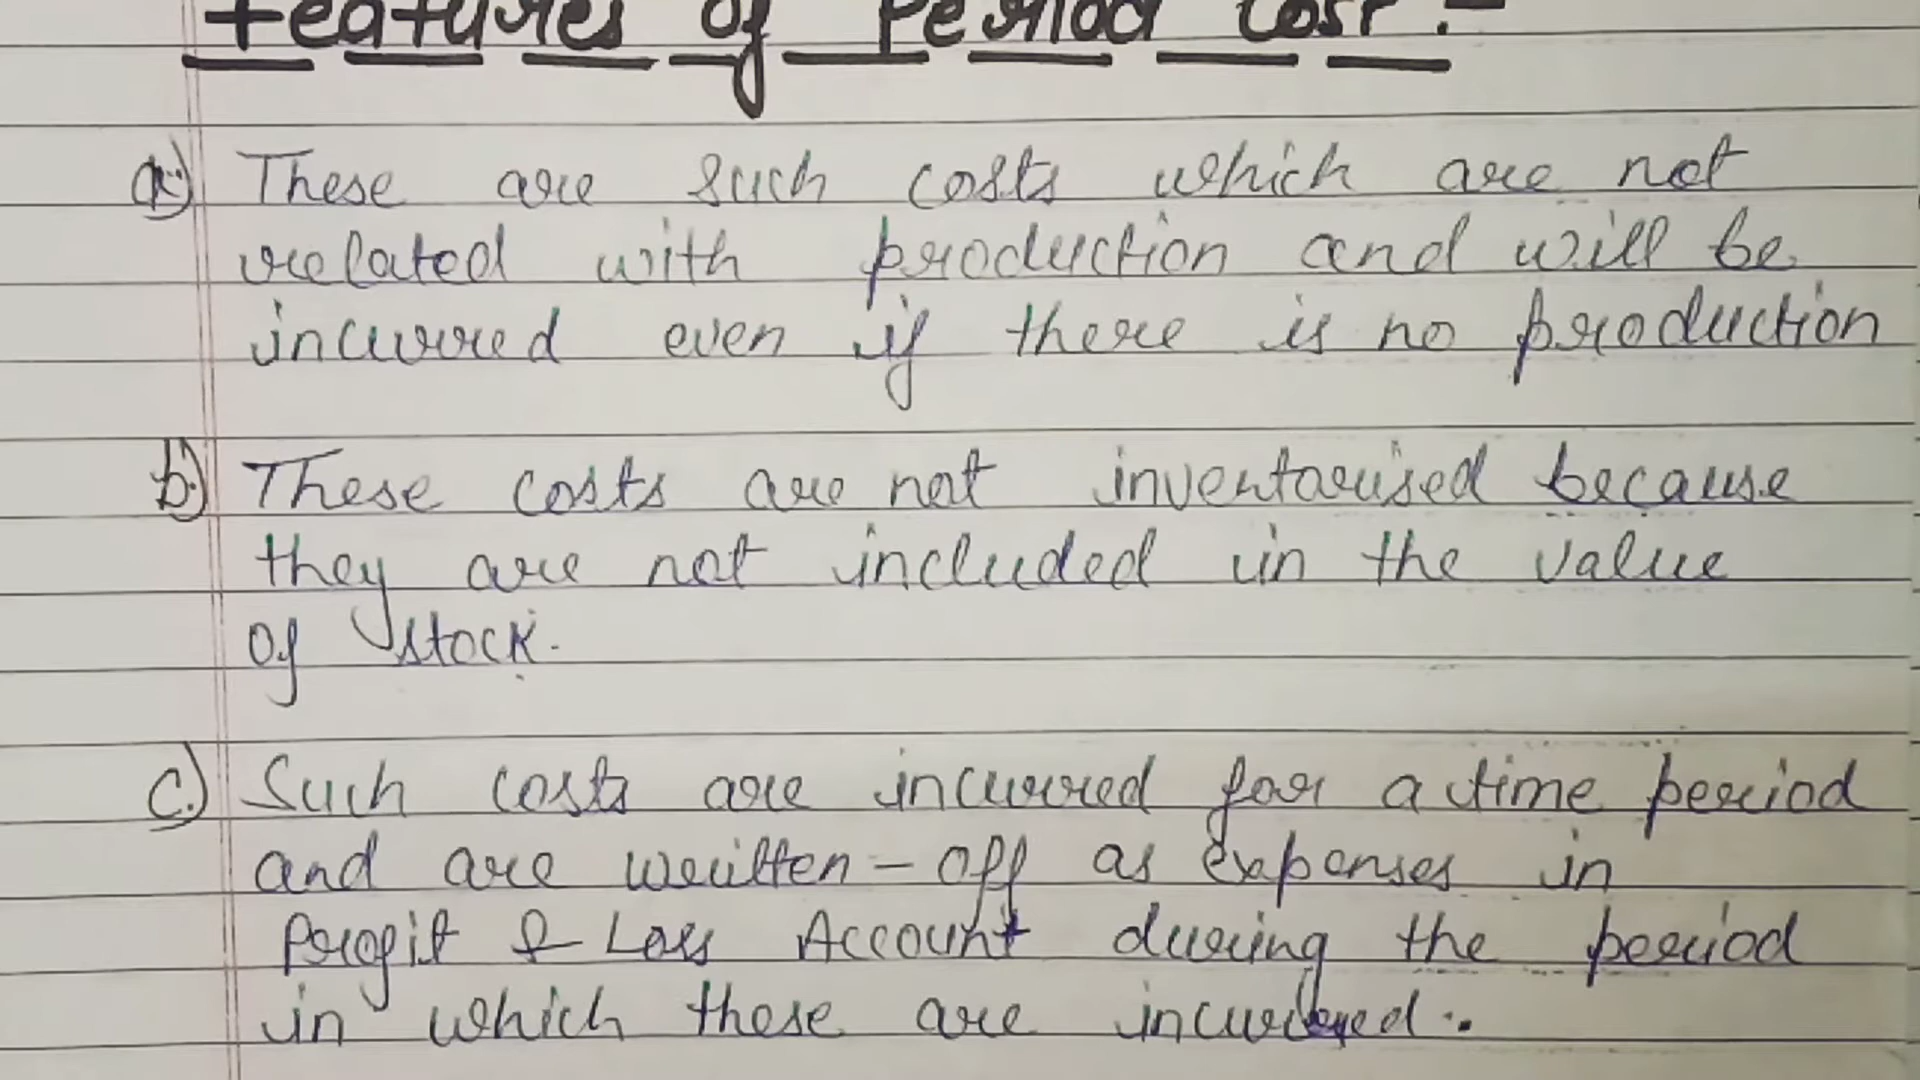 Features of Period Cost :-
a.) These are such costs which are not
related with production and will be
incurred even if there is no production
b.) These costs are not inventorised because
they are not included in the value
of stock.
c.) Such costs are incurred for a time period
and are written-off as expenses in
Profit & Loss Account during the period
in which these are incurred.